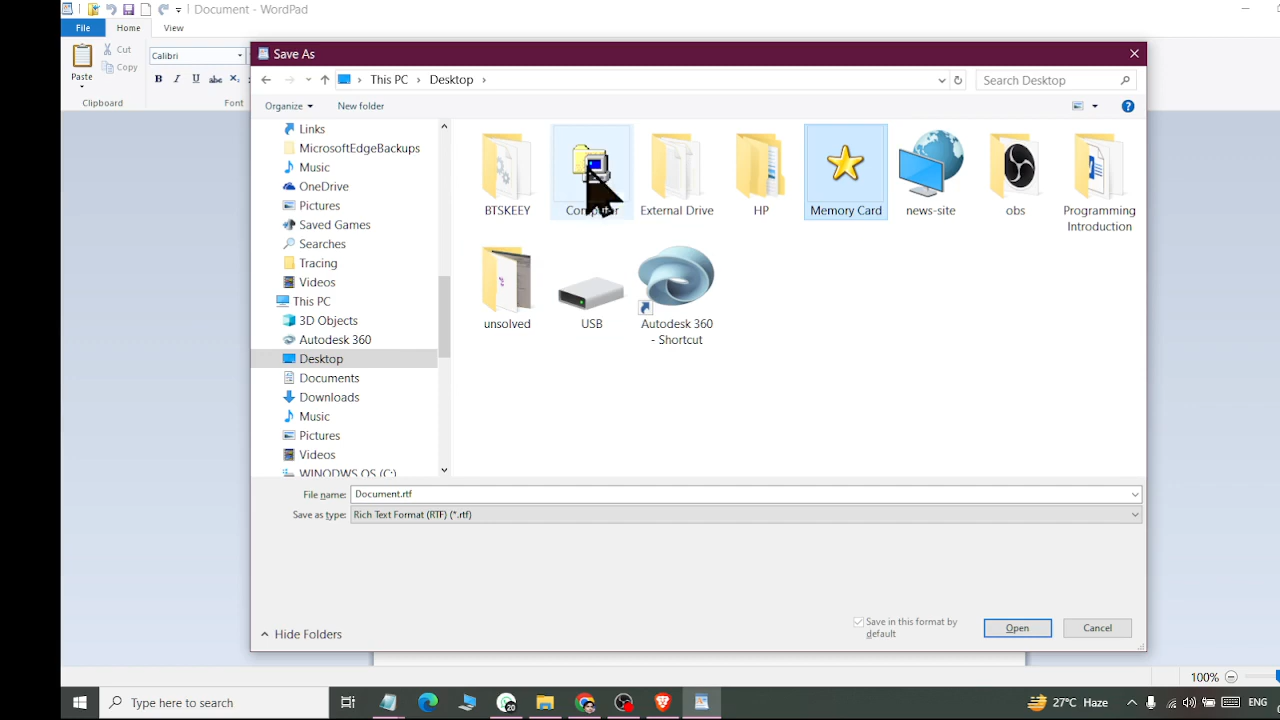 Document - WordPad
File
Home
View
Paste
Cut
Copy
Clipboard
Calibri
B I U abc X₂
Font
Save As
This PC
Desktop
Search Desktop
Organize
New folder
Links
MicrosoftEdgeBackups
Music
OneDrive
Pictures
Saved Games
Searches
Tracing
Videos
This PC
3D Objects
Autodesk 360
Desktop
Documents
Downloads
Music
Pictures
Videos
WINODWS OS (C:)
BTSKEEY
External Drive
HP
Memory Card
news-site
obs
Programming
Introduction
unsolved
USB
Autodesk 360
- Shortcut
File name:
Document.rtf
Save as type:
Rich Text Format (RTF) (*.rtf)
Save in this format by
default
Open
Cancel
Hide Folders
100%
Type here to search
20
27°C Haze
ENG